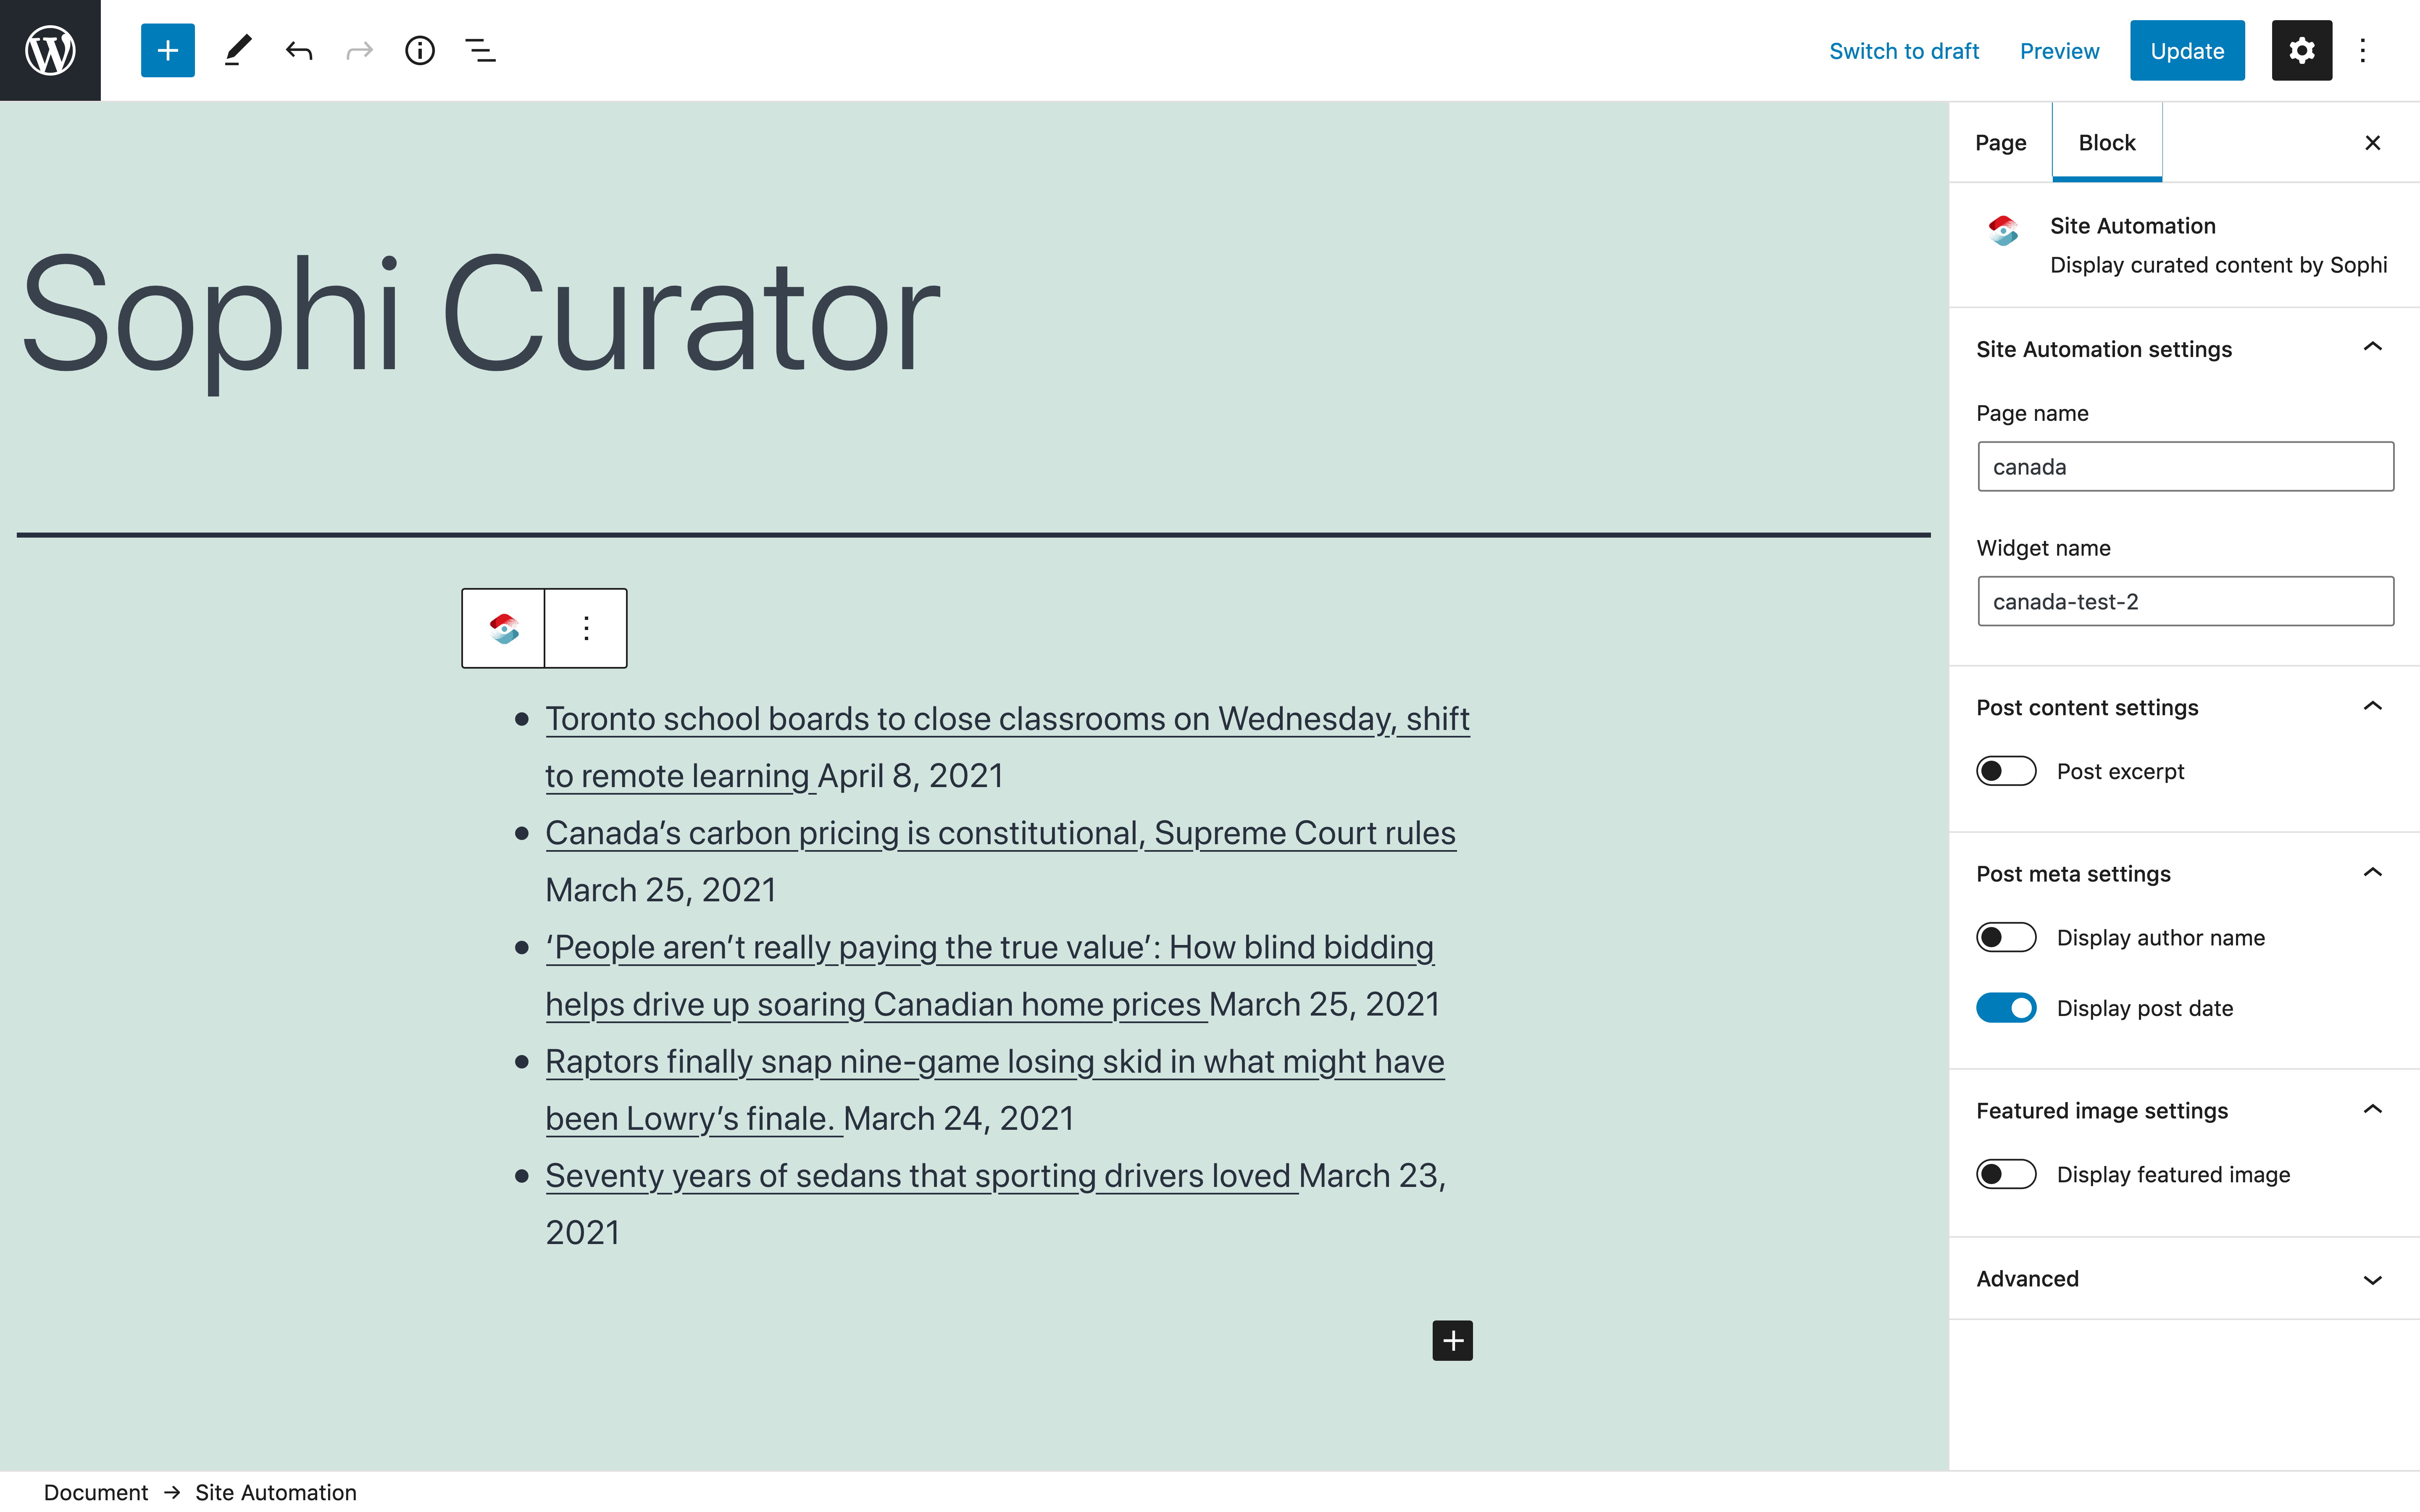 Switch to draft Preview Update
Page Block
Sophi Curator
Site Automation
Display curated content by Sophi
Site Automation settings
Page name
canada
Widget name
canada-test-2
Toronto school boards to close classrooms on Wednesday, shift
to remote learning April 8, 2021
Canada’s carbon pricing is constitutional, Supreme Court rules
March 25, 2021
‘People aren’t really paying the true value’: How blind bidding
helps drive up soaring Canadian home prices March 25, 2021
Raptors finally snap nine-game losing skid in what might have
been Lowry’s finale. March 24, 2021
Seventy years of sedans that sporting drivers loved March 23,
2021
Post content settings
Post excerpt
Post meta settings
Display author name
Display post date
Featured image settings
Display featured image
Advanced
Document → Site Automation